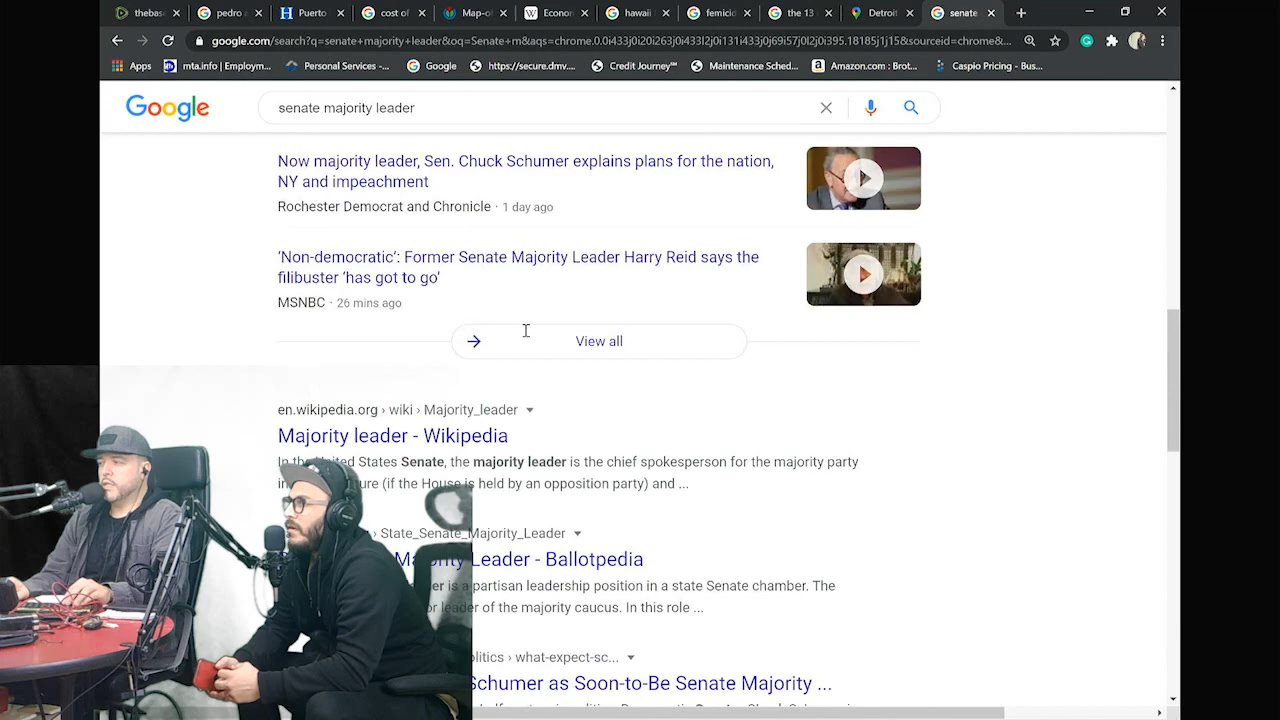 thebas
pedro a
Puerto
cost of
Map-o
Econo
hawaii
femicid
the 13
Detroit
senate
google.com/search?q=senate+majority+leader&oq=Senate+m&aqs=chrome.0.0i433j0i20i263j0i433l2j0i131i433j0j69i57j0l2j0i395.18185j1j15&sourceid=chrome&...
Apps
mta.info | Employm...
Personal Services -...
Google
https://secure.dmv...
Credit Journey℠
Maintenance Sched...
Amazon.com : Brot...
Caspio Pricing - Bus...
Google
senate majority leader
Now majority leader, Sen. Chuck Schumer explains plans for the nation,
NY and impeachment
Rochester Democrat and Chronicle · 1 day ago
‘Non-democratic’: Former Senate Majority Leader Harry Reid says the
filibuster ‘has got to go’
MSNBC · 26 mins ago
View all
en.wikipedia.org › wiki › Majority_leader
Majority leader - Wikipedia
In the United States Senate, the majority leader is the chief spokesperson for the majority party
(if the House is held by an opposition party) and ...
› State_Senate_Majority_Leader
Majority Leader - Ballotpedia
is a partisan leadership position in a state Senate chamber. The
leader of the majority caucus. In this role ...
› what-expect-sc...
Schumer as Soon-to-Be Senate Majority ...